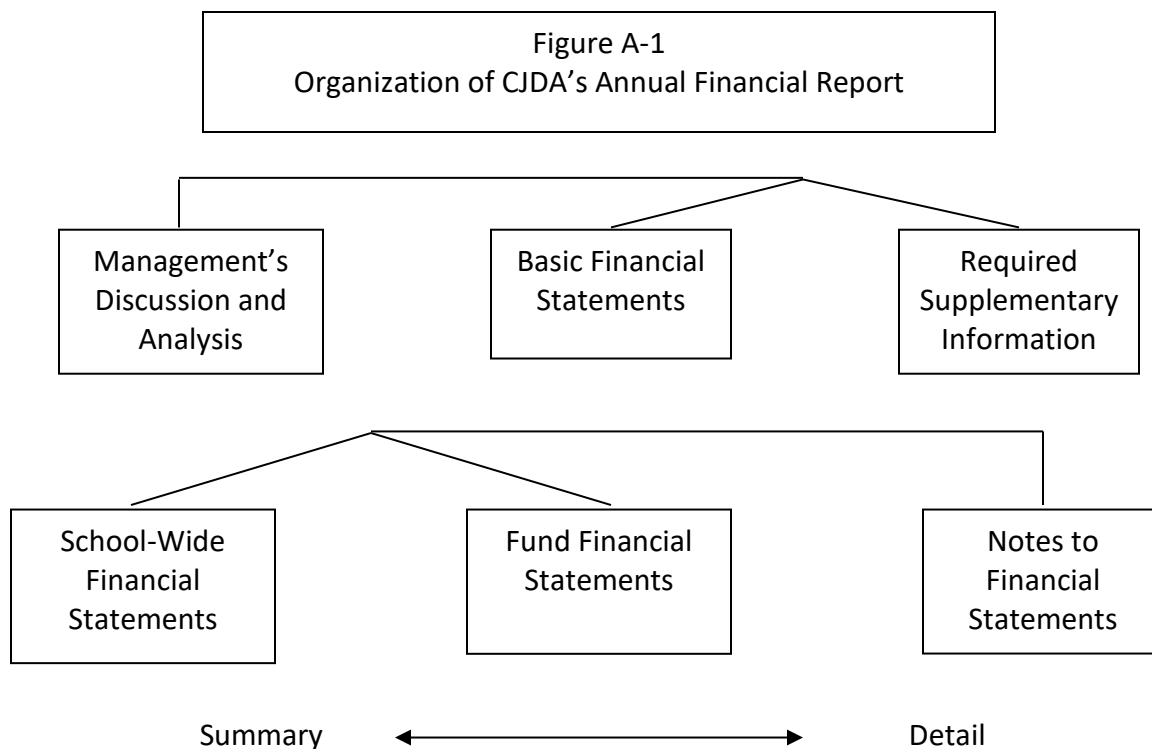 Figure A-1
Organization of CJDA’s Annual Financial Report
Management’s
Discussion and
Analysis
Basic Financial
Statements
Required
Supplementary
Information
School-Wide
Financial
Statements
Fund Financial
Statements
Notes to
Financial
Statements
Summary
Detail